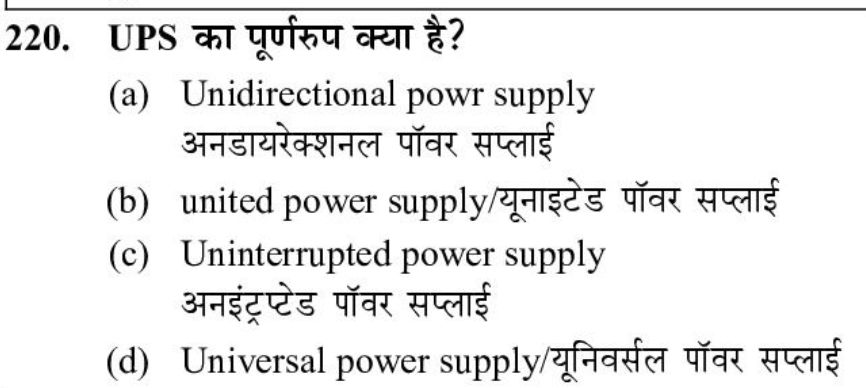 220. UPS का पूर्णरुप क्या है?
(a) Unidirectional powr supply
अनडायरेक्शनल पॉवर सप्लाई
(b) united power supply/यूनाइटेड पॉवर सप्लाई
(c) Uninterrupted power supply
अनइंट्रप्टेड पॉवर सप्लाई
(d) Universal power supply/यूनिवर्सल पॉवर सप्लाई